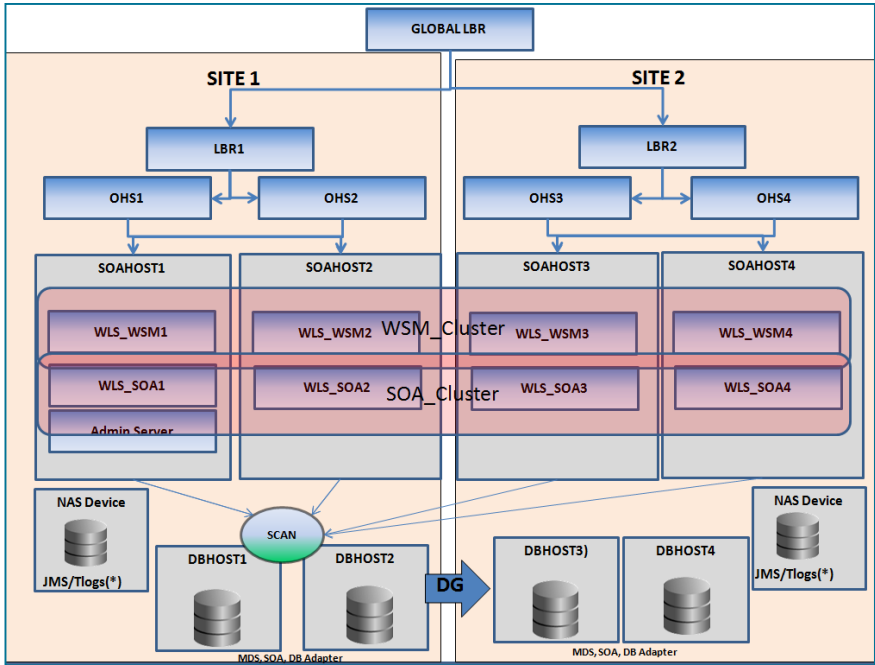 GLOBAL LBR
SITE 1
SITE 2
LBR1
LBR2
OHS1
OHS2
OHS3
OHS4
SOAHOST1
SOAHOST2
SOAHOST3
SOAHOST4
WLS_WSM1
WLS_WSM2
WSM_Cluster
WLS_WSM3
WLS_WSM4
WLS_SOA1
WLS_SOA2
SOA_Cluster
WLS_SOA3
WLS_SOA4
Admin Server
NAS Device
JMS/Tlogs(*)
SCAN
DBHOST1
DBHOST2
DG
DBHOST3)
DBHOST4
NAS Device
JMS/Tlogs(*)
MDS, SOA, DB Adapter
MDS, SOA, DB Adapter